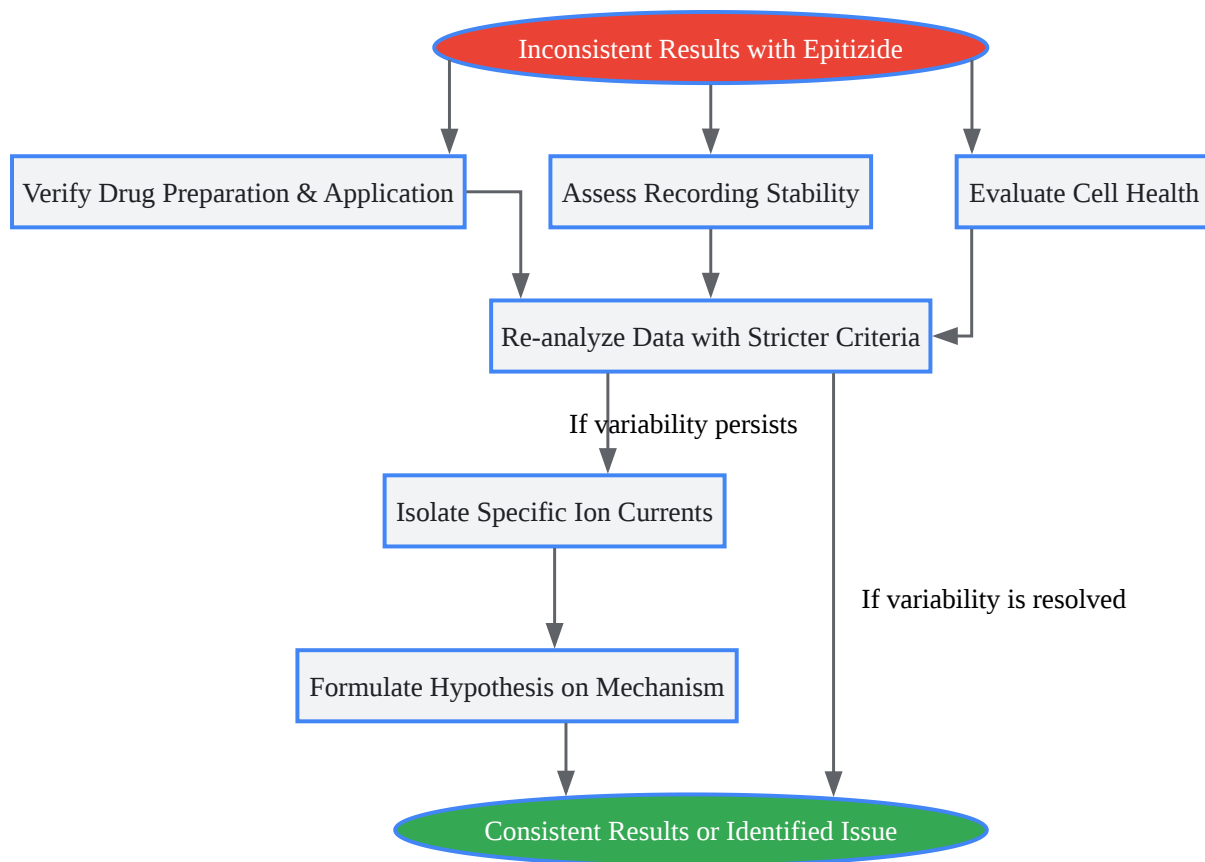 Inconsistent Results with Epitizide
Verify Drug Preparation & Application
Assess Recording Stability
Evaluate Cell Health
Re-analyze Data with Stricter Criteria
If variability persists
Isolate Specific Ion Currents
If variability is resolved
Formulate Hypothesis on Mechanism
Consistent Results or Identified Issue